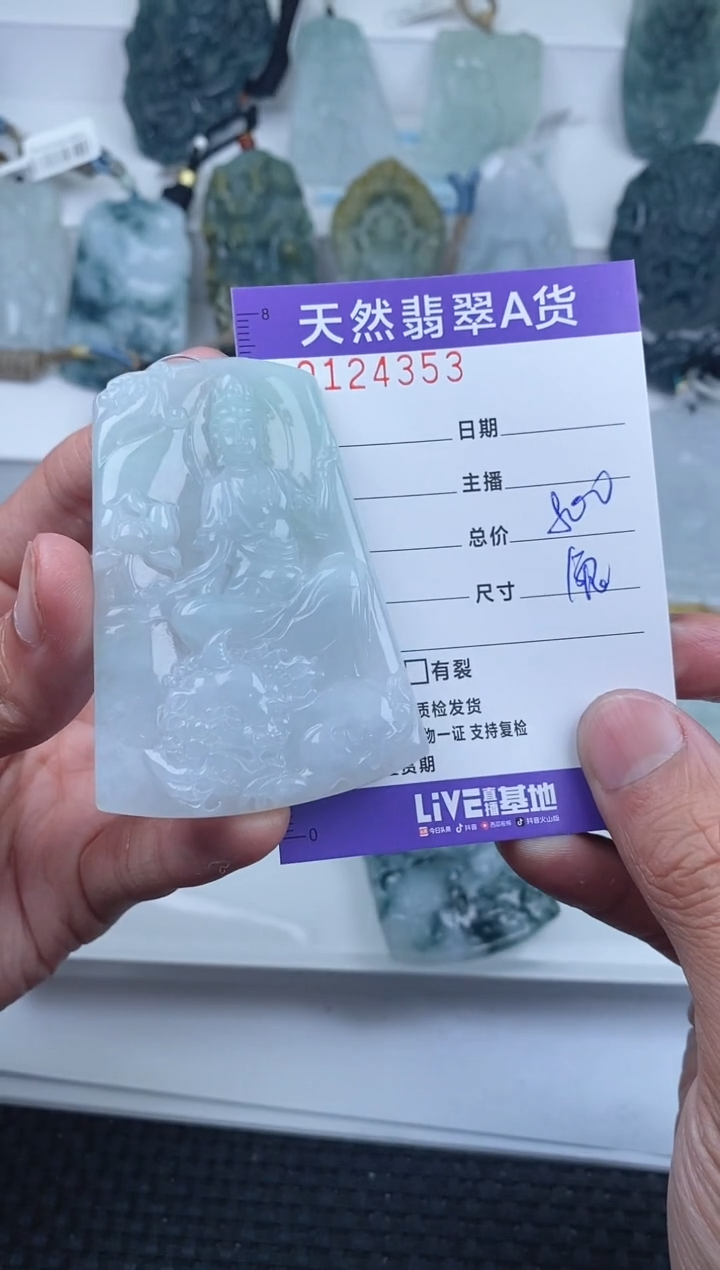 天然翡翠A货
8
0124353
日期
主播
总价 800
尺寸
有裂
质检发货
物一证 支持复检
货期
LiVE直播基地
今日头条 抖音 西瓜视频 抖音火山版
0